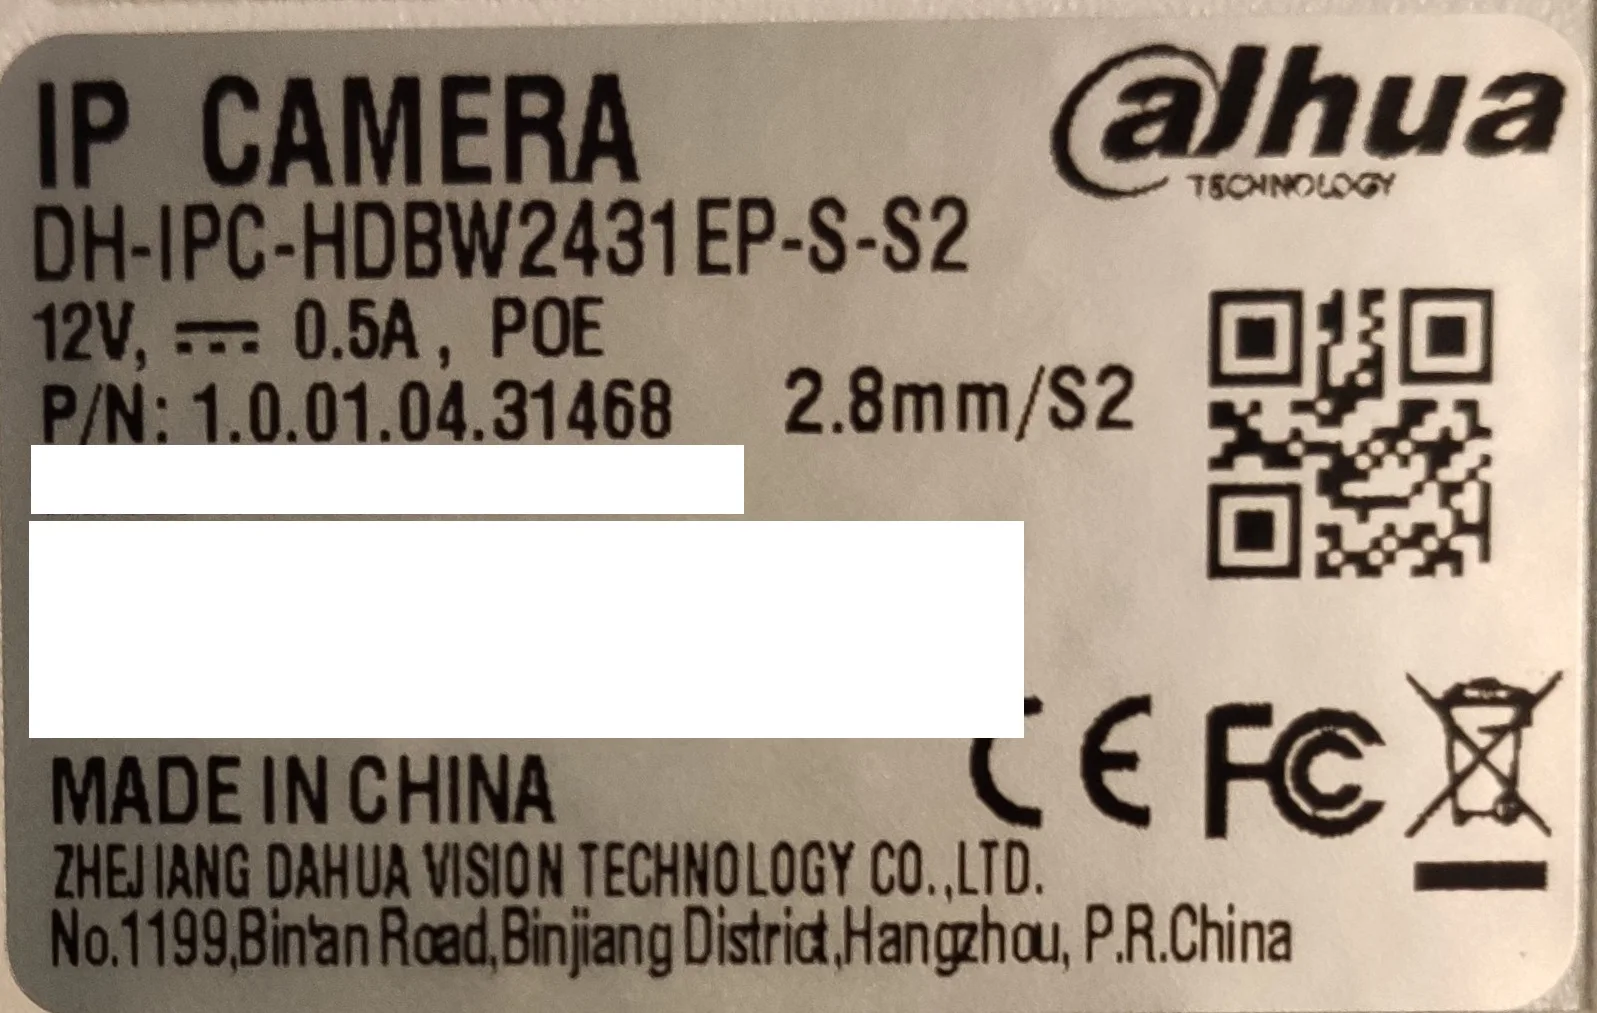 IP CAMERA
alhua
TECHNOLOGY
DH-IPC-HDBW2431EP-S-S2
12V, ⎓ 0.5A, POE
P/N: 1.0.01.04.31468 2.8mm/S2
CE FC
MADE IN CHINA
ZHEJIANG DAHUA VISION TECHNOLOGY CO.,LTD.
No.1199,Bin'an Road,Binjiang District,Hangzhou, P.R.China